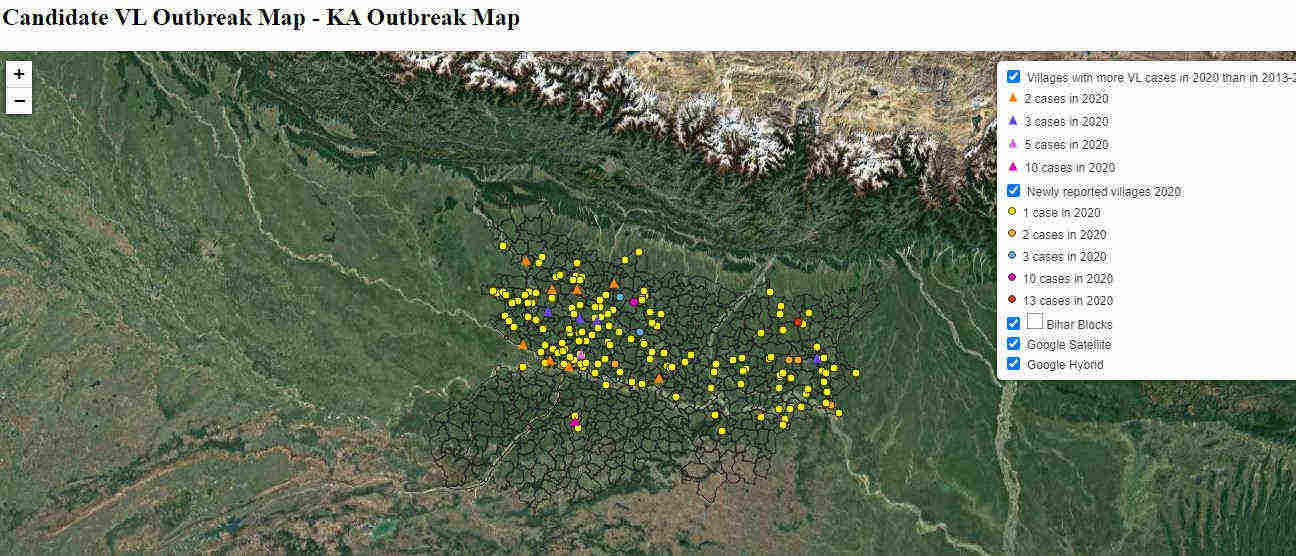 Candidate VL Outbreak Map - KA Outbreak Map
+
−
Villages with more VL cases in 2020 than in 2013-2
2 cases in 2020
3 cases in 2020
5 cases in 2020
10 cases in 2020
Newly reported villages 2020
1 case in 2020
2 cases in 2020
3 cases in 2020
10 cases in 2020
13 cases in 2020
Bihar Blocks
Google Satellite
Google Hybrid